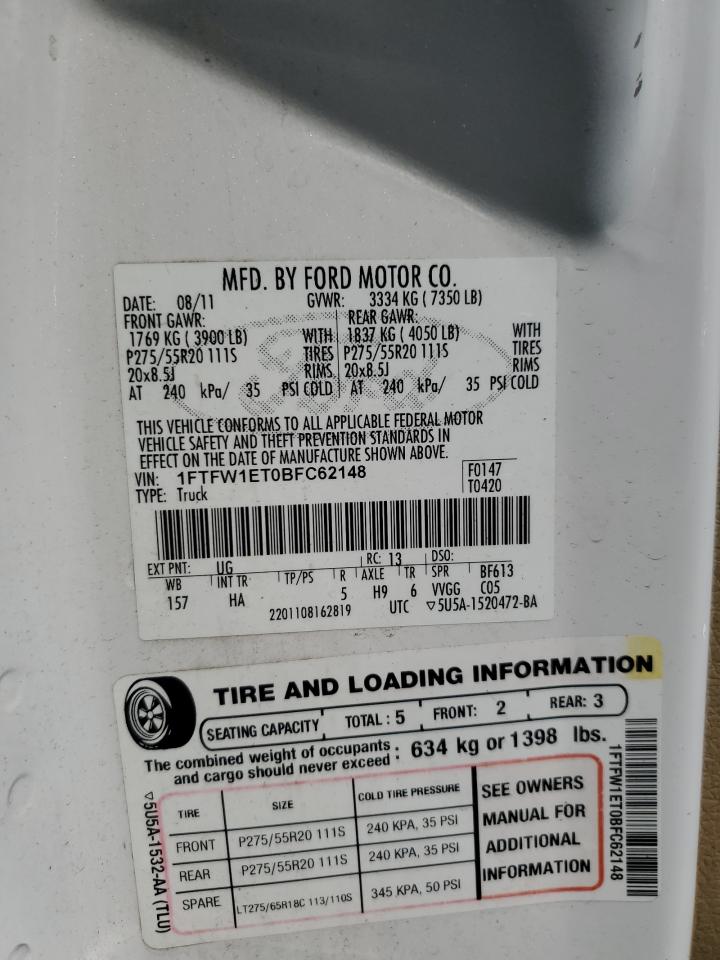 MFD. BY FORD MOTOR CO.
DATE: 08/11 GVWR: 3334 KG ( 7350 LB)
FRONT GAWR: REAR GAWR:
1769 KG ( 3900 LB) WITH 1837 KG ( 4050 LB) WITH
P275/55R20 111S TIRES P275/55R20 111S TIRES
20x8.5J RIMS 20x8.5J RIMS
AT 240 kPa/ 35 PSI COLD AT 240 kPa/ 35 PSI COLD
THIS VEHICLE CONFORMS TO ALL APPLICABLE FEDERAL MOTOR
VEHICLE SAFETY AND THEFT PREVENTION STANDARDS IN
EFFECT ON THE DATE OF MANUFACTURE SHOWN ABOVE.
VIN: 1FTFW1ET0BFC62148 F0147
TYPE: Truck T0420
EXT PNT: UG RC: 13 DSO:
WB INT TR TP/PS R AXLE TR SPR BF613
157 HA 5 H9 6 VVGG C05
2201108162819 UTC ▽5U5A-1520472-BA
TIRE AND LOADING INFORMATION
SEATING CAPACITY TOTAL : 5 FRONT: 2 REAR: 3
The combined weight of occupants : 634 kg or 1398 lbs.
and cargo should never exceed :
TIRE SIZE COLD TIRE PRESSURE
FRONT P275/55R20 111S 240 KPA, 35 PSI
REAR P275/55R20 111S 240 KPA, 35 PSI
SPARE LT275/65R18C 113/110S 345 KPA, 50 PSI
SEE OWNERS
MANUAL FOR
ADDITIONAL
INFORMATION
▽5U5A-1532-AA (TLU)
1FTFW1ET0BFC62148